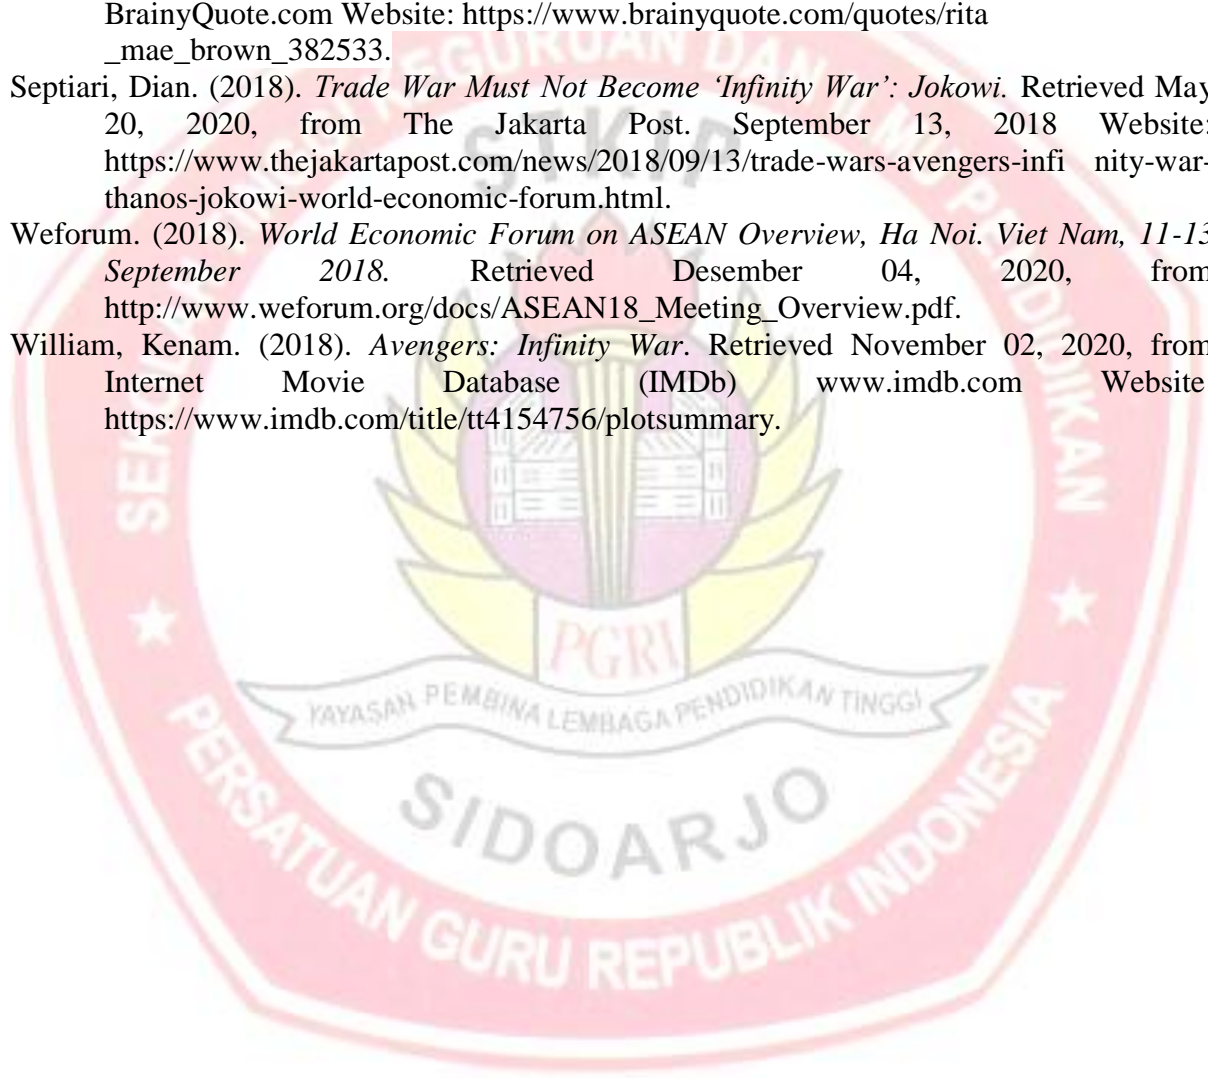 BrainyQuote.com Website: https://www.brainyquote.com/quotes/rita
_mae_brown_382533.
Septiari, Dian. (2018). Trade War Must Not Become ‘Infinity War’: Jokowi. Retrieved May
20, 2020, from The Jakarta Post. September 13, 2018 Website:
https://www.thejakartapost.com/news/2018/09/13/trade-wars-avengers-infi nity-war-
thanos-jokowi-world-economic-forum.html.
Weforum. (2018). World Economic Forum on ASEAN Overview, Ha Noi. Viet Nam, 11-13
September 2018. Retrieved Desember 04, 2020, from
http://www.weforum.org/docs/ASEAN18_Meeting_Overview.pdf.
William, Kenam. (2018). Avengers: Infinity War. Retrieved November 02, 2020, from
Internet Movie Database (IMDb) www.imdb.com Website
https://www.imdb.com/title/tt4154756/plotsummary.
STKIP
PGRI
YAYASAN PEMBINA LEMBAGA PENDIDIKAN TINGGI
SIDOARJO
PERSATUAN GURU REPUBLIK INDONESIA